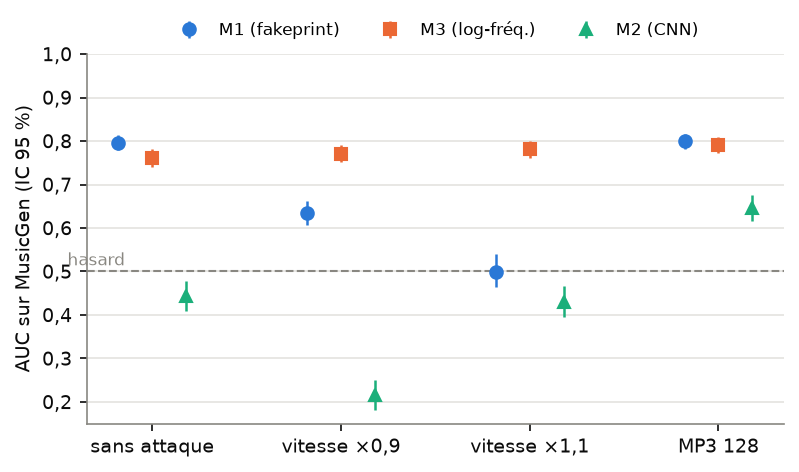 M1 (fakeprint) M3 (log-fréq.) M2 (CNN)
AUC sur MusicGen (IC 95 %)
1,0
0,9
0,8
0,7
0,6
hasard
0,5
0,4
0,3
0,2
sans attaque vitesse ×0,9 vitesse ×1,1 MP3 128